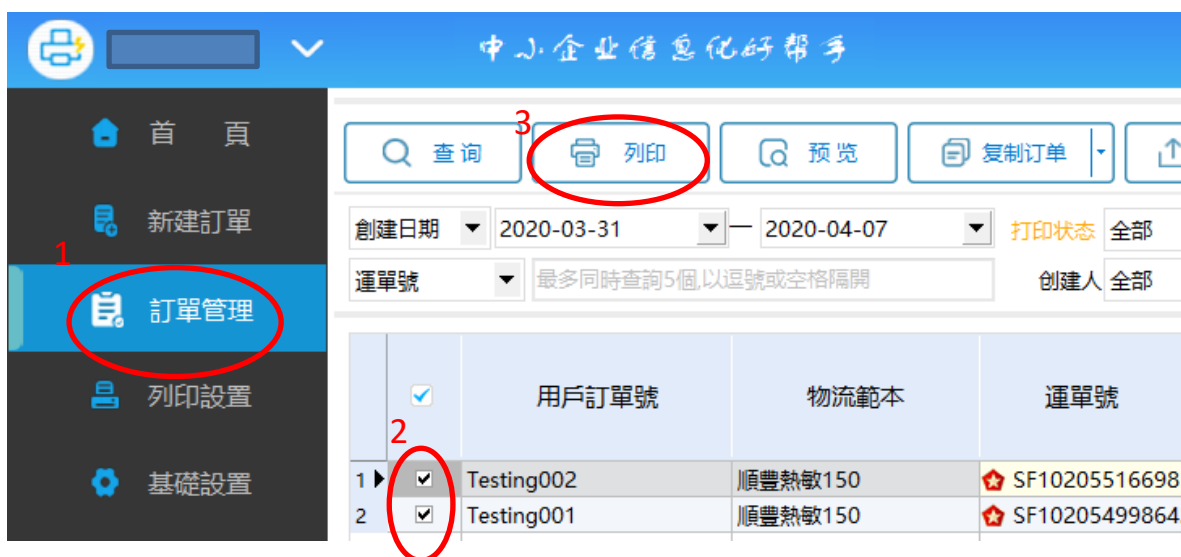 中小企业信息化好帮手
首 頁
新建訂單
1
訂單管理
列印設置
基礎設置
查询
3
列印
预览
复制订单
創建日期 2020-03-31 — 2020-04-07 打印状态 全部
運單號 最多同時查詢5個,以逗號或空格隔開 创建人 全部
用戶訂單號 物流範本 運單號
2
1 Testing002 順豐熱敏150 SF10205516698
2 Testing001 順豐熱敏150 SF10205499864